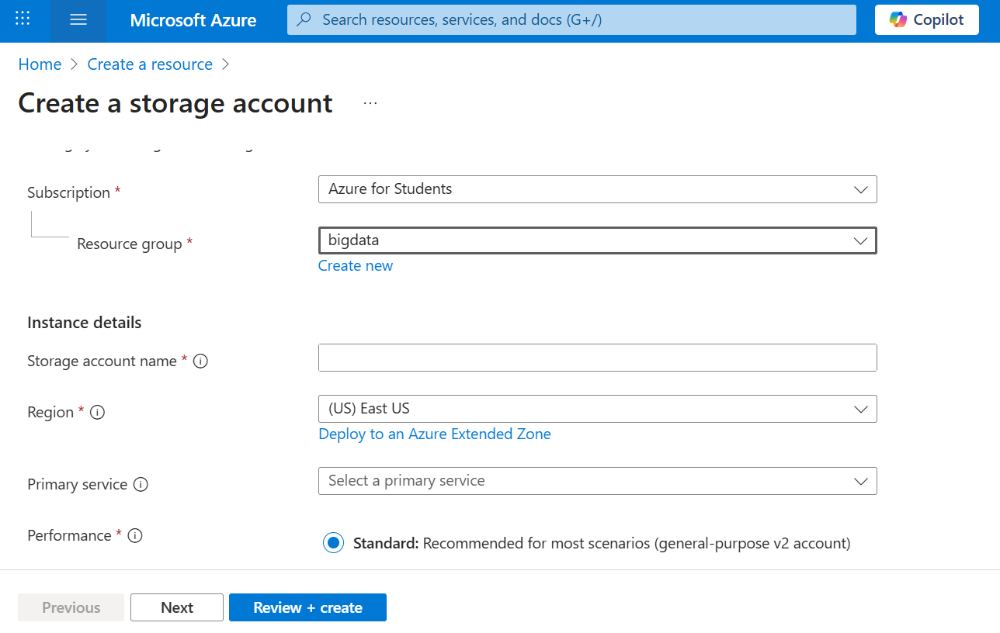 Microsoft Azure
Search resources, services, and docs (G+/)
Copilot
Home > Create a resource >
Create a storage account ...
Subscription *
Azure for Students
Resource group *
bigdata
Create new
Instance details
Storage account name *
Region *
(US) East US
Deploy to an Azure Extended Zone
Primary service
Select a primary service
Performance *
Standard: Recommended for most scenarios (general-purpose v2 account)
Previous
Next
Review + create